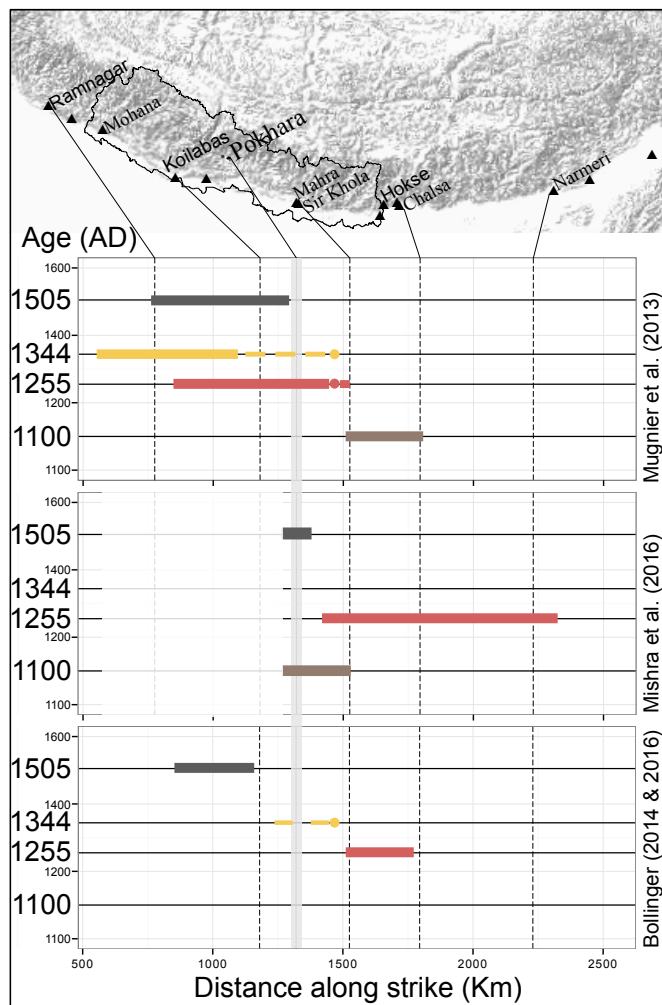 Ramnagar
Mohana
Koilabas
Pokhara
Mahra
Sir Khola
Hokse
Chalsa
Narmeri
Age (AD)
1600
1505
1400
1344
1255
1200
1100
1100
Mugnier et al. (2013)
1600
1505
1400
1344
1255
1200
1100
1100
Mishra et al. (2016)
1600
1505
1400
1344
1255
1200
1100
1100
Bollinger (2014 & 2016)
500 1000 1500 2000 2500
Distance along strike (Km)